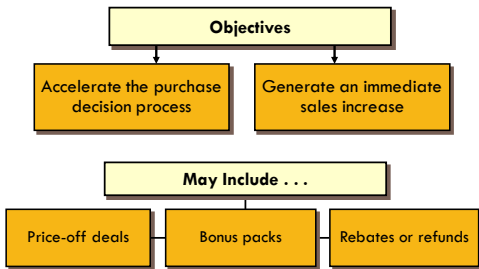 Objectives
Accelerate the purchase
decision process
Generate an immediate
sales increase
May Include . . .
Price-off deals
Bonus packs
Rebates or refunds